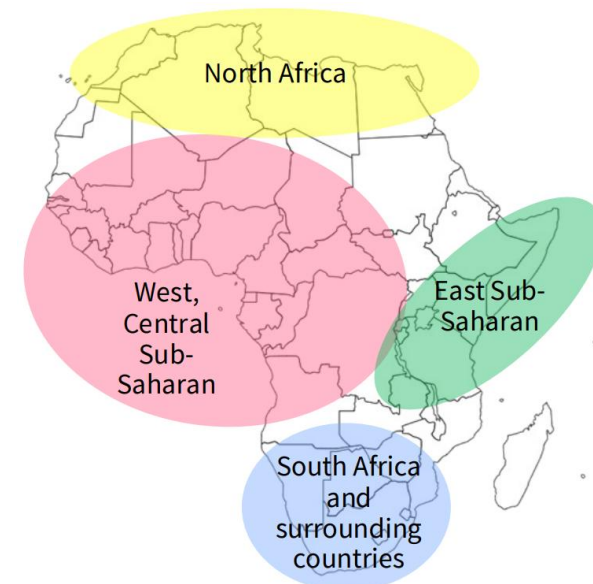 North Africa
West,
Central
Sub-
Saharan
East Sub-
Saharan
South Africa
and
surrounding
countries